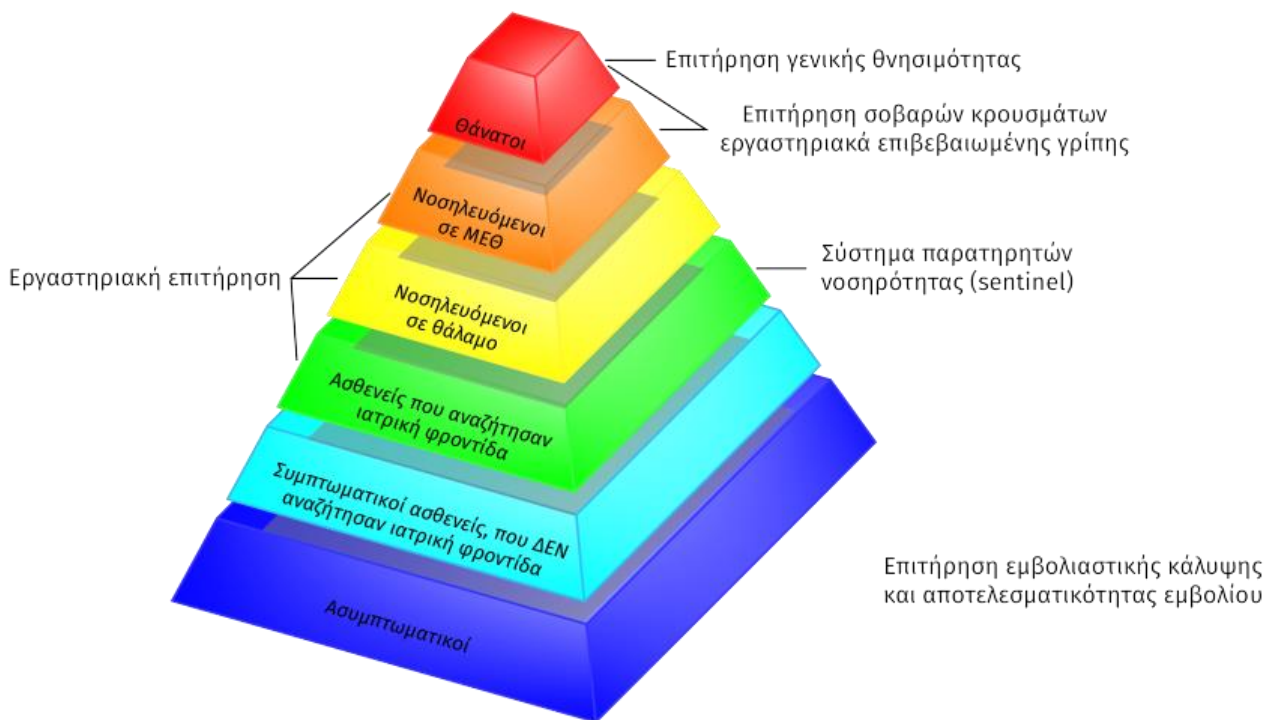 Επιτήρηση γενικής θνησιμότητας
Επιτήρηση σοβαρών κρουσμάτων
εργαστηριακά επιβεβαιωμένης γρίπης
Θάνατοι
Νοσηλευόμενοι
σε ΜΕΘ
Σύστημα παρατηρητών
νοσηρότητας (sentinel)
Εργαστηριακή επιτήρηση
Νοσηλευόμενοι
σε θάλαμο
Ασθενείς που αναζήτησαν
ιατρική φροντίδα
Συμπτωματικοί ασθενείς, που ΔΕΝ
αναζήτησαν ιατρική φροντίδα
Επιτήρηση εμβολιαστικής κάλυψης
και αποτελεσματικότητας εμβολίου
Ασυμπτωματικοί